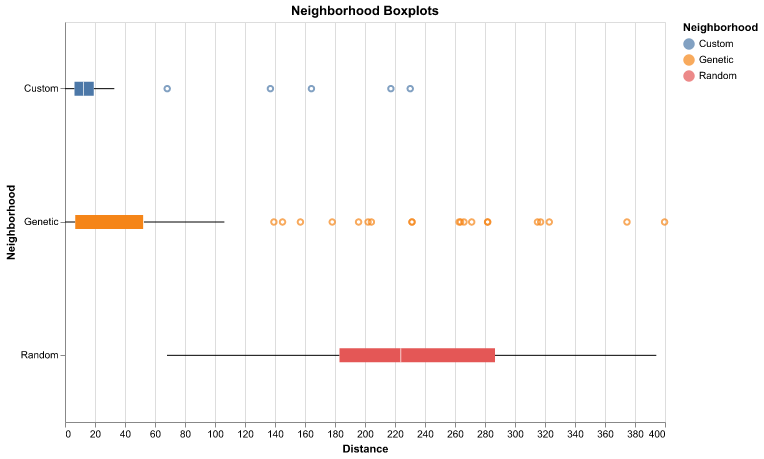 Neighborhood Boxplots
Neighborhood
Custom
Genetic
Random
Neighborhood
Custom
Genetic
Random
0 20 40 60 80 100 120 140 160 180 200 220 240 260 280 300 320 340 360 380 400
Distance